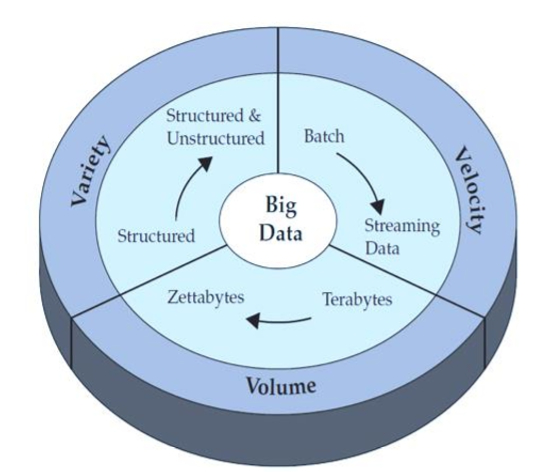 Variety
Structured &
Unstructured
Structured
Batch
Streaming
Data
Velocity
Big
Data
Zettabytes
Terabytes
Volume